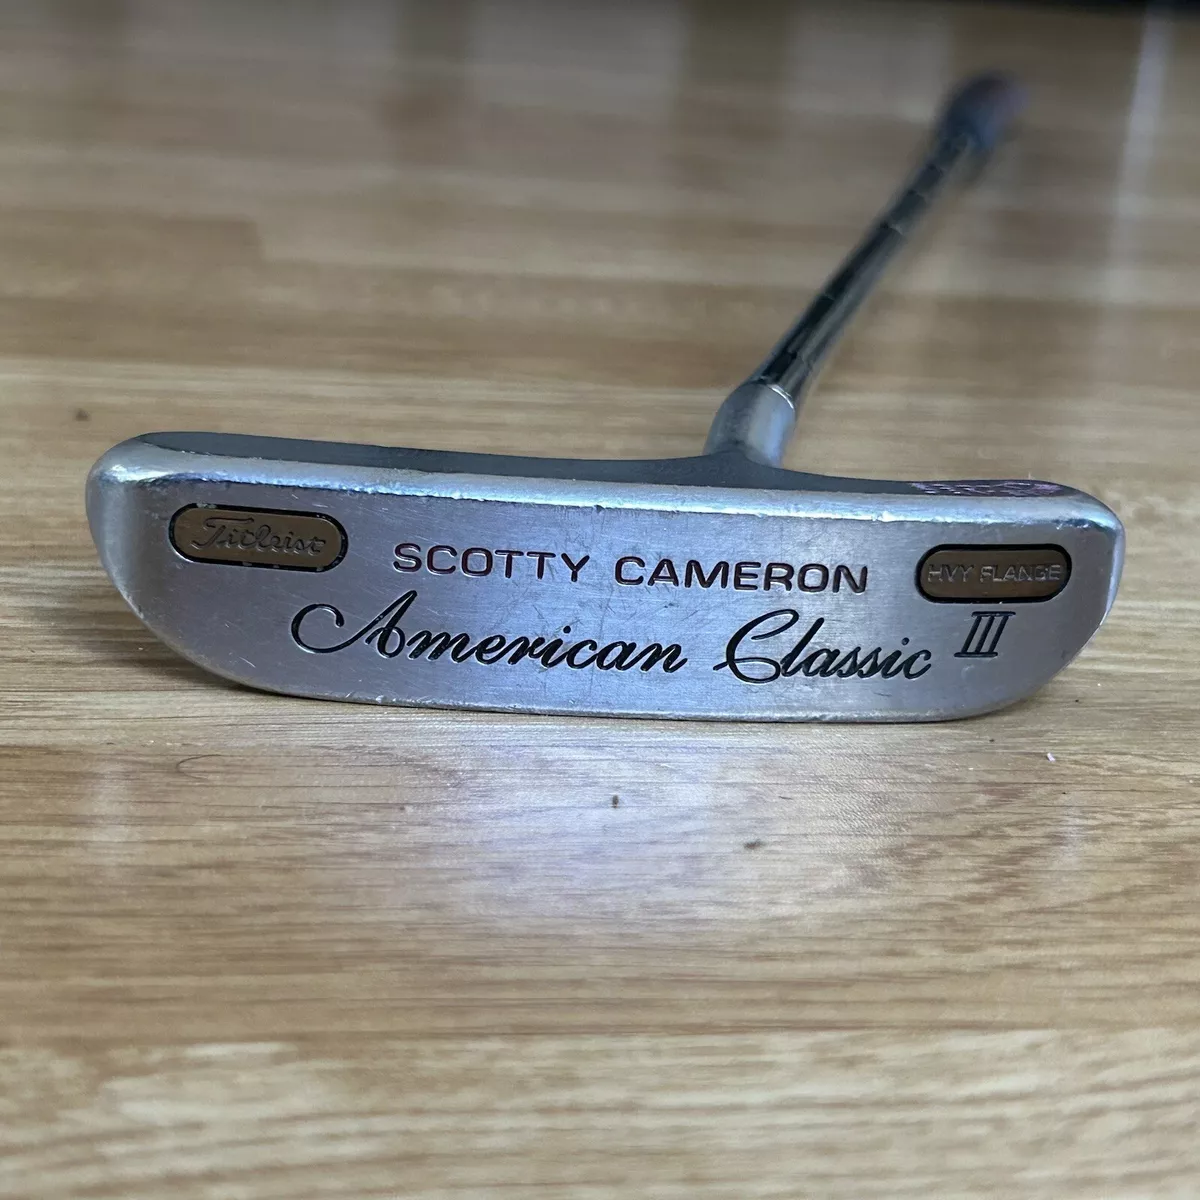 Titleist
SCOTTY CAMERON
HVY FLANGE
American Classic III